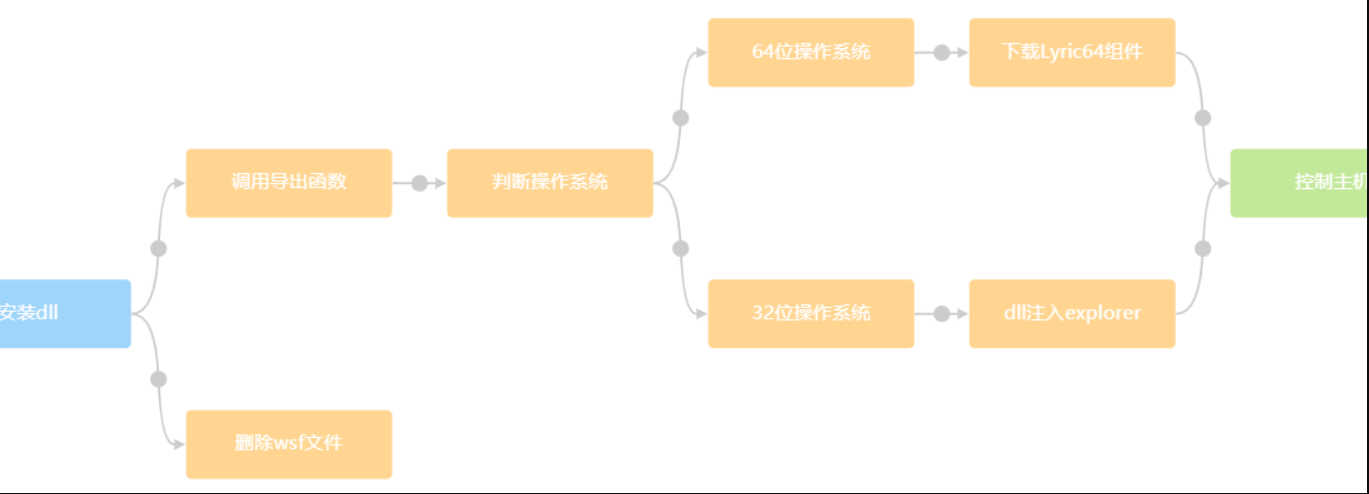 安装dll
调用导出函数
删除wsf文件
判断操作系统
64位操作系统
下载Lyric64组件
32位操作系统
dll注入explorer
控制主机